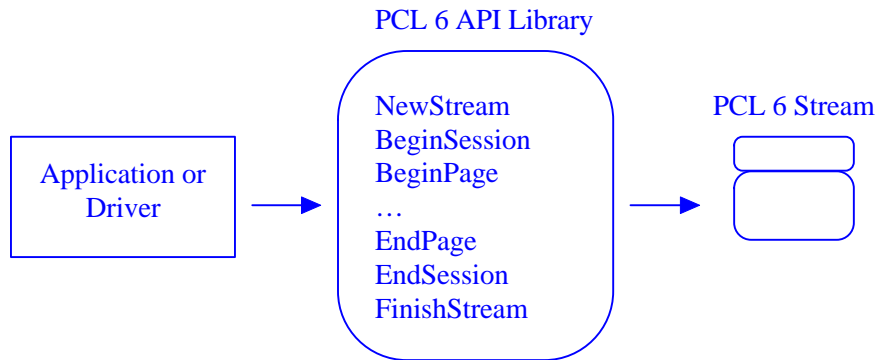 PCL 6 API Library
NewStream
BeginSession
BeginPage
…
EndPage
EndSession
FinishStream
Application or
Driver
PCL 6 Stream